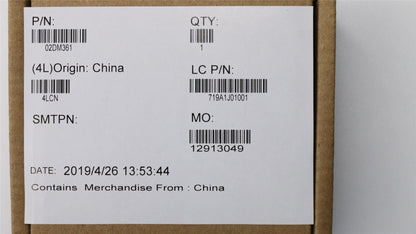 P/N:
02DM361
QTY:
1
(4L)Origin: China
4LCN
LC P/N:
719A1J01001
SMTPN:
MO:
12913049
DATE: 2019/4/26 13:53:44
Contains Merchandise From : China